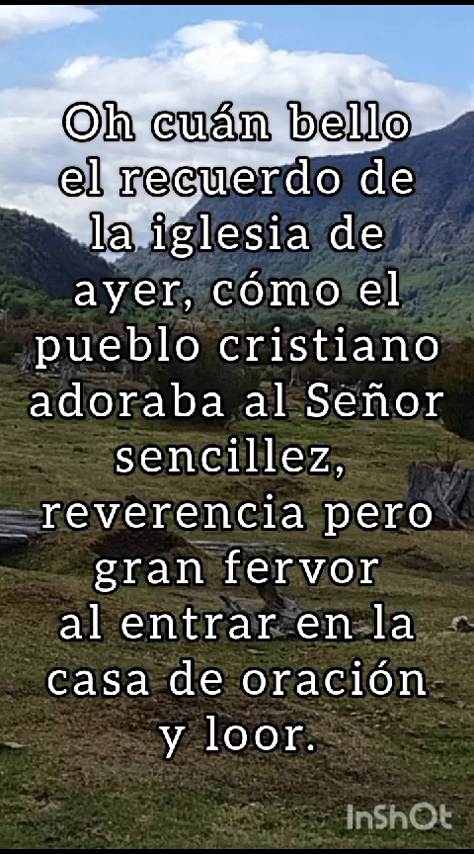 Oh cuán bello
el recuerdo de
la iglesia de
ayer, cómo el
pueblo cristiano
adoraba al Señor
sencillez,
reverencia pero
gran fervor
al entrar en la
casa de oración
y loor.
InShOt